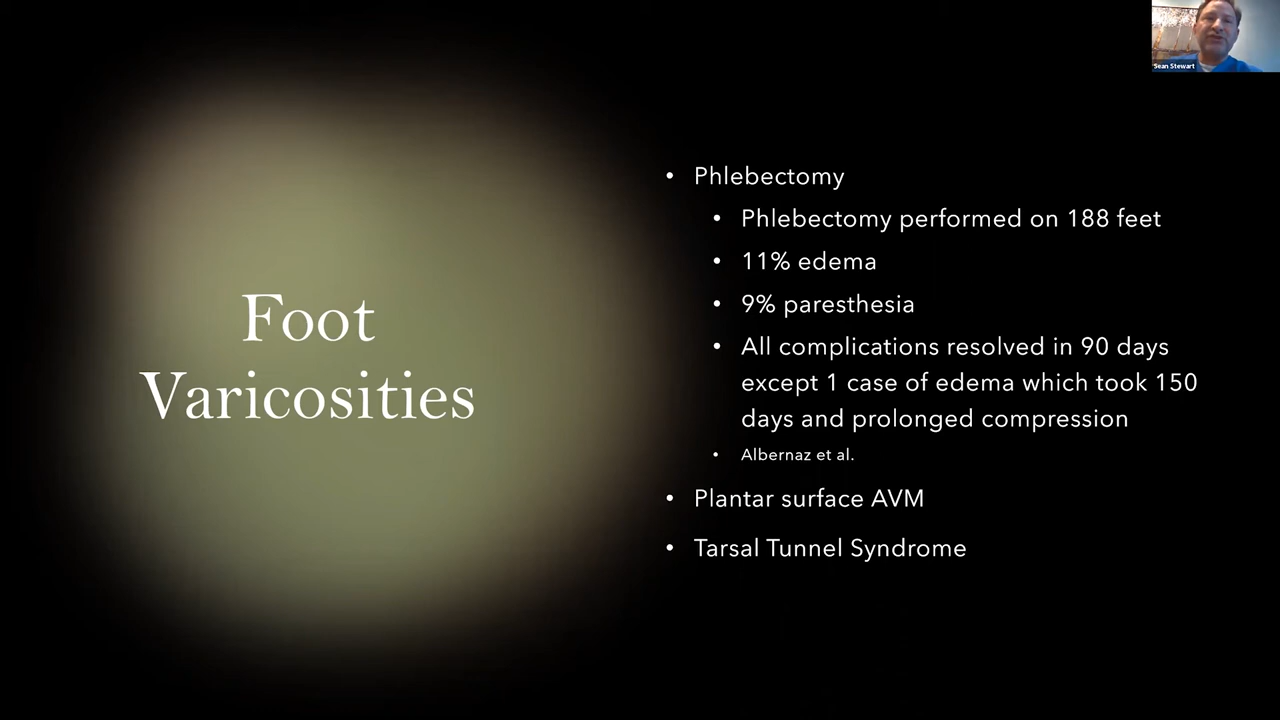 Sean Stewart
Foot
Varicosities
• Phlebectomy
• Phlebectomy performed on 188 feet
• 11% edema
• 9% paresthesia
• All complications resolved in 90 days
except 1 case of edema which took 150
days and prolonged compression
• Albernaz et al.
• Plantar surface AVM
• Tarsal Tunnel Syndrome